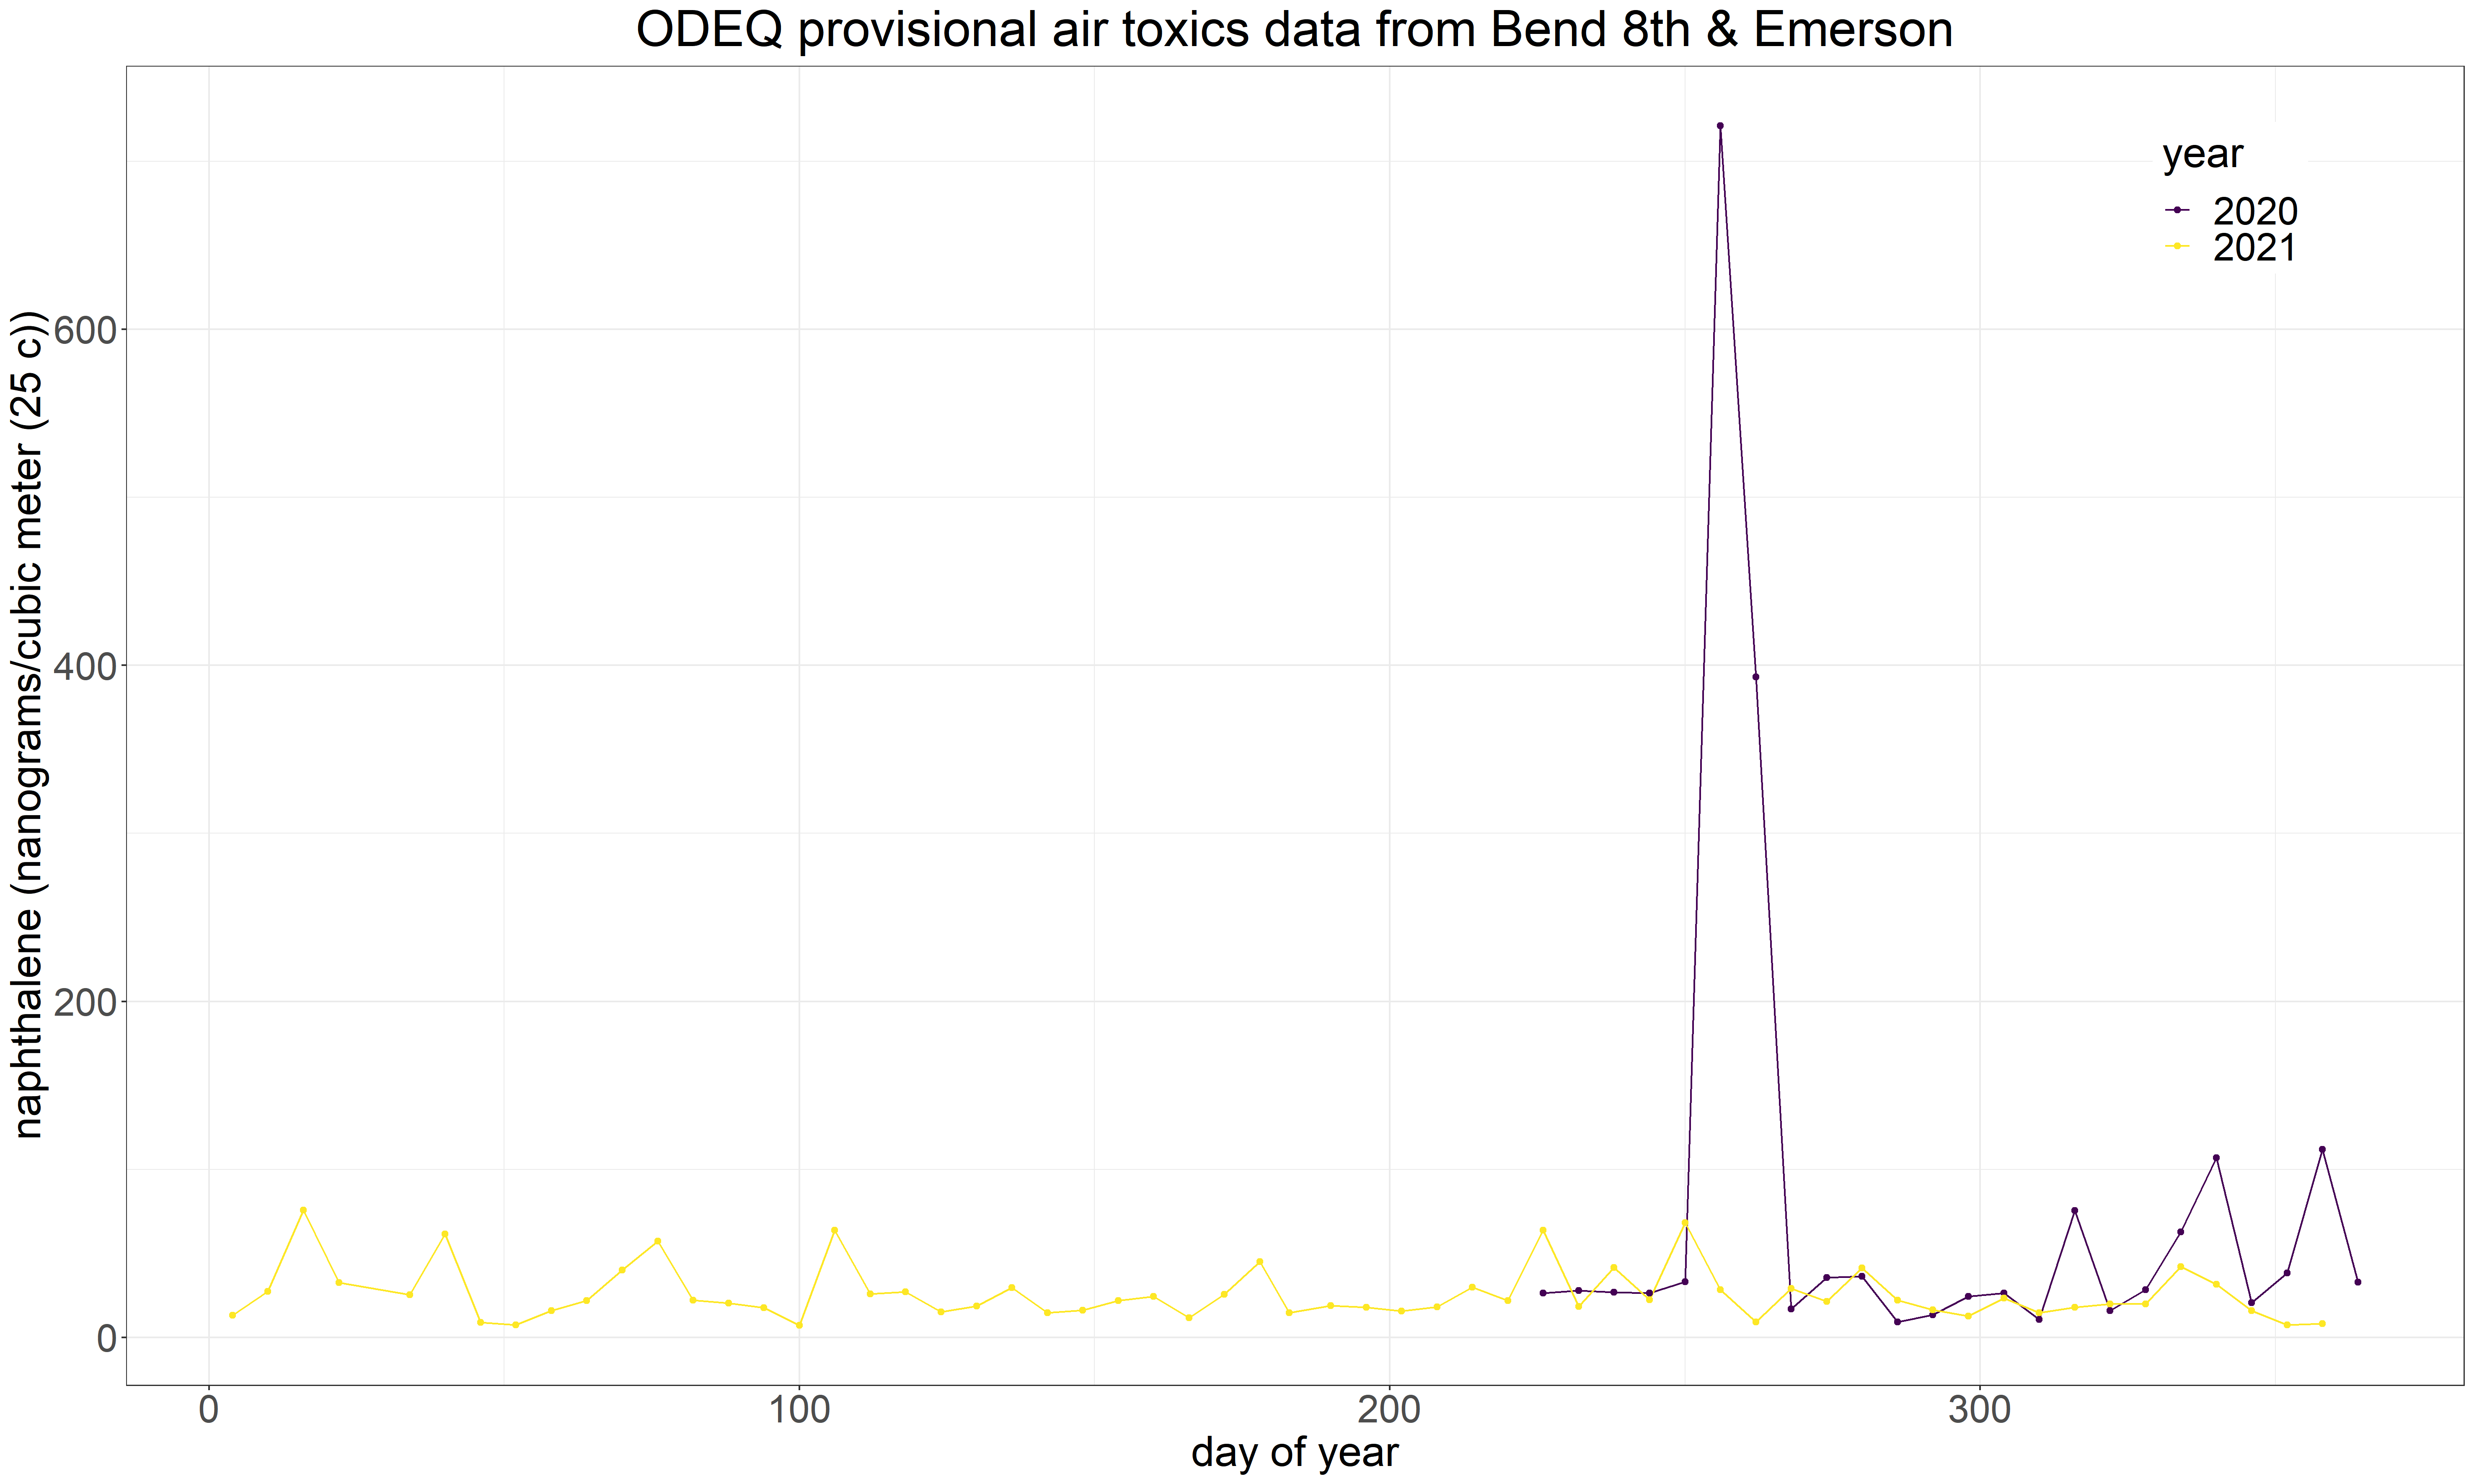 ODEQ provisional air toxics data from Bend 8th & Emerson
naphthalene (nanograms/cubic meter (25 c))
600
400
200
0
year
2020
2021
0 100 200 300
day of year